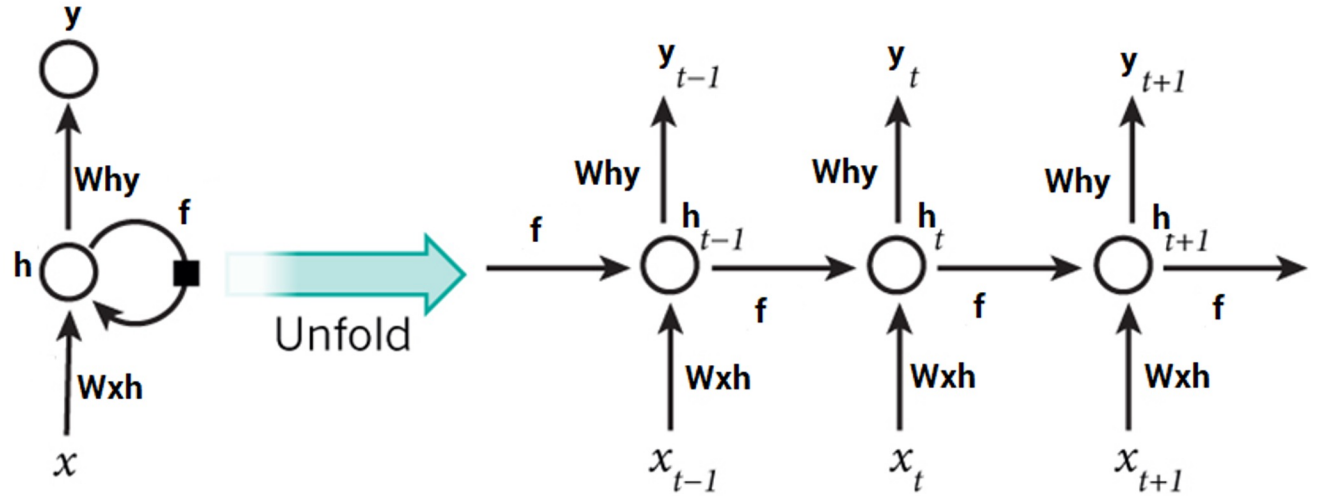 y
Why
f
h
Wxh
x
Unfold
y t-1 y t y t+1
Why Why Why
f h t-1 h t h t+1
f f f
Wxh Wxh Wxh
x t-1 x t x t+1